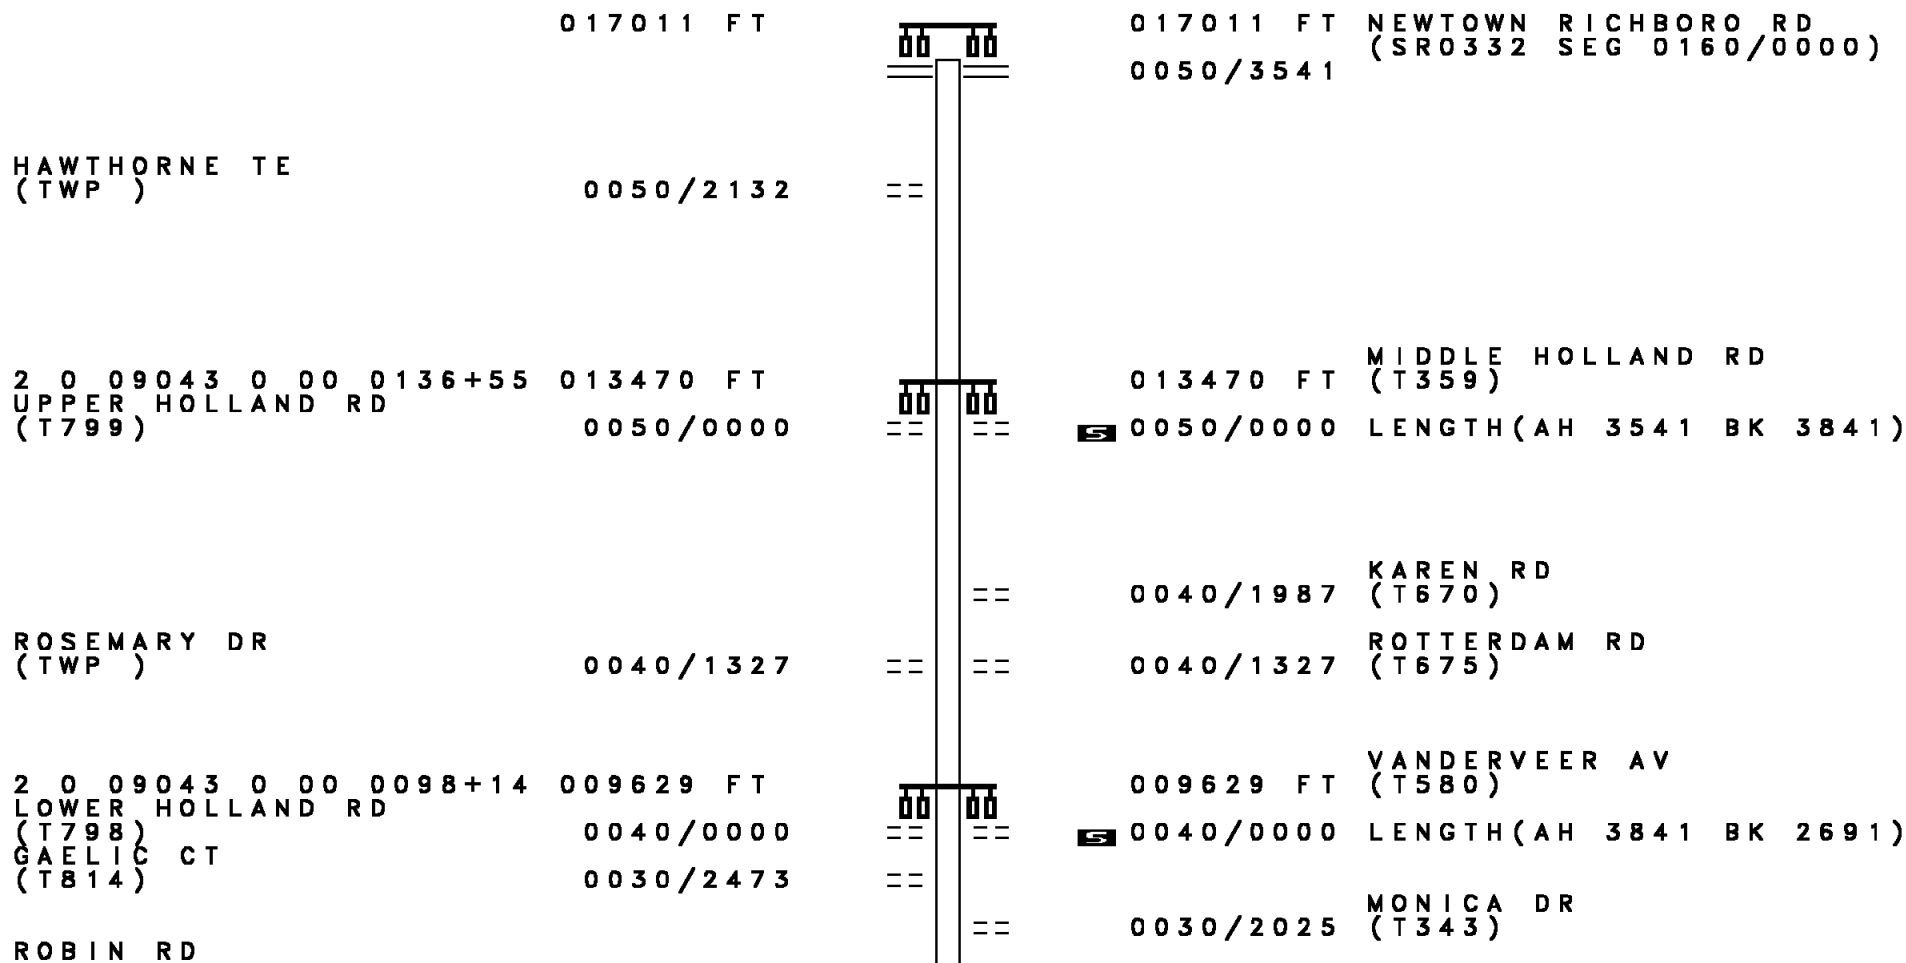 017011 FT 017011 FT NEWTOWN RICHBORO RD
(SR0332 SEG 0160/0000)
0050/3541
HAWTHORNE TE
(TWP ) 0050/2132
MIDDLE HOLLAND RD
2 0 09043 0 00 0136+55 013470 FT 013470 FT (T359)
UPPER HOLLAND RD
(T799) 0050/0000 S 0050/0000 LENGTH(AH 3541 BK 3841)
KAREN RD
0040/1987 (T670)
ROSEMARY DR ROTTERDAM RD
(TWP ) 0040/1327 0040/1327 (T675)
VANDERVEER AV
2 0 09043 0 00 0098+14 009629 FT 009629 FT (T580)
LOWER HOLLAND RD
(T798) 0040/0000 S 0040/0000 LENGTH(AH 3841 BK 2691)
GAELIC CT
(T814) 0030/2473
MONICA DR
0030/2025 (T343)
ROBIN RD